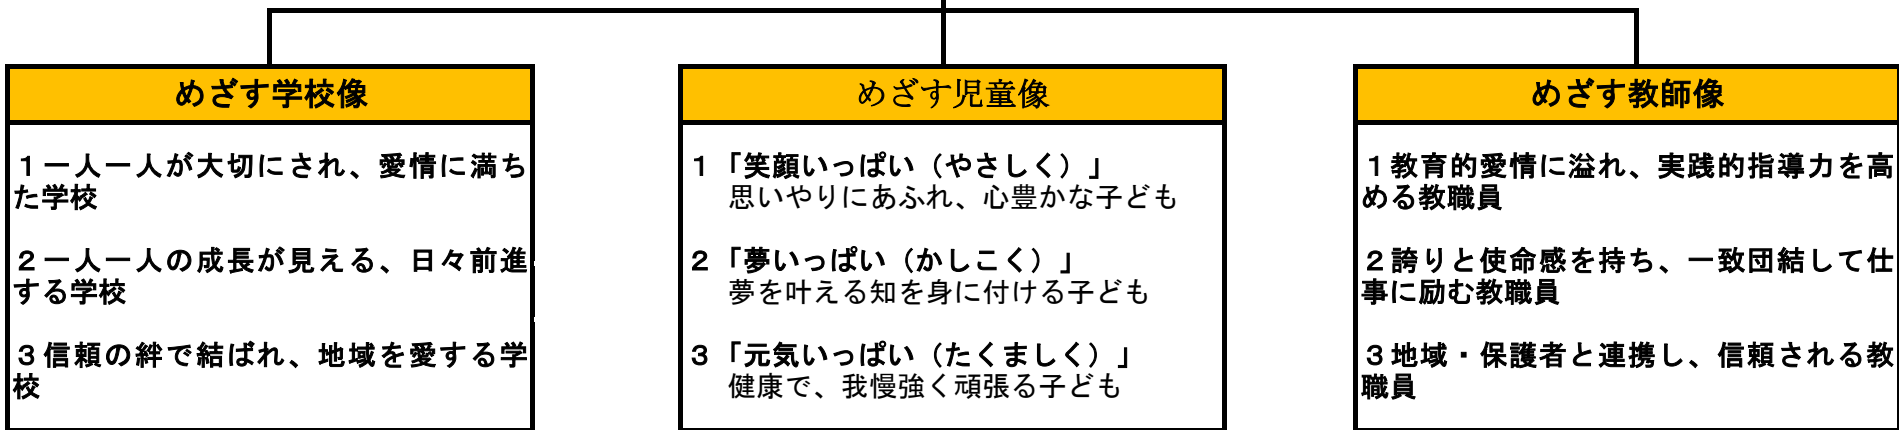 めざす学校像
１一人一人が大切にされ、愛情に満ち
た学校
２一人一人の成長が見える、日々前進
する学校
３信頼の絆で結ばれ、地域を愛する学
校
めざす児童像
１「笑顔いっぱい（やさしく）」
思いやりにあふれ、心豊かな子ども
２「夢いっぱい（かしこく）」
夢を叶える知を身に付ける子ども
３「元気いっぱい（たくましく）」
健康で、我慢強く頑張る子ども
めざす教師像
１教育的愛情に溢れ、実践的指導力を高
める教職員
２誇りと使命感を持ち、一致団結して仕
事に励む教職員
３地域・保護者と連携し、信頼される教
職員